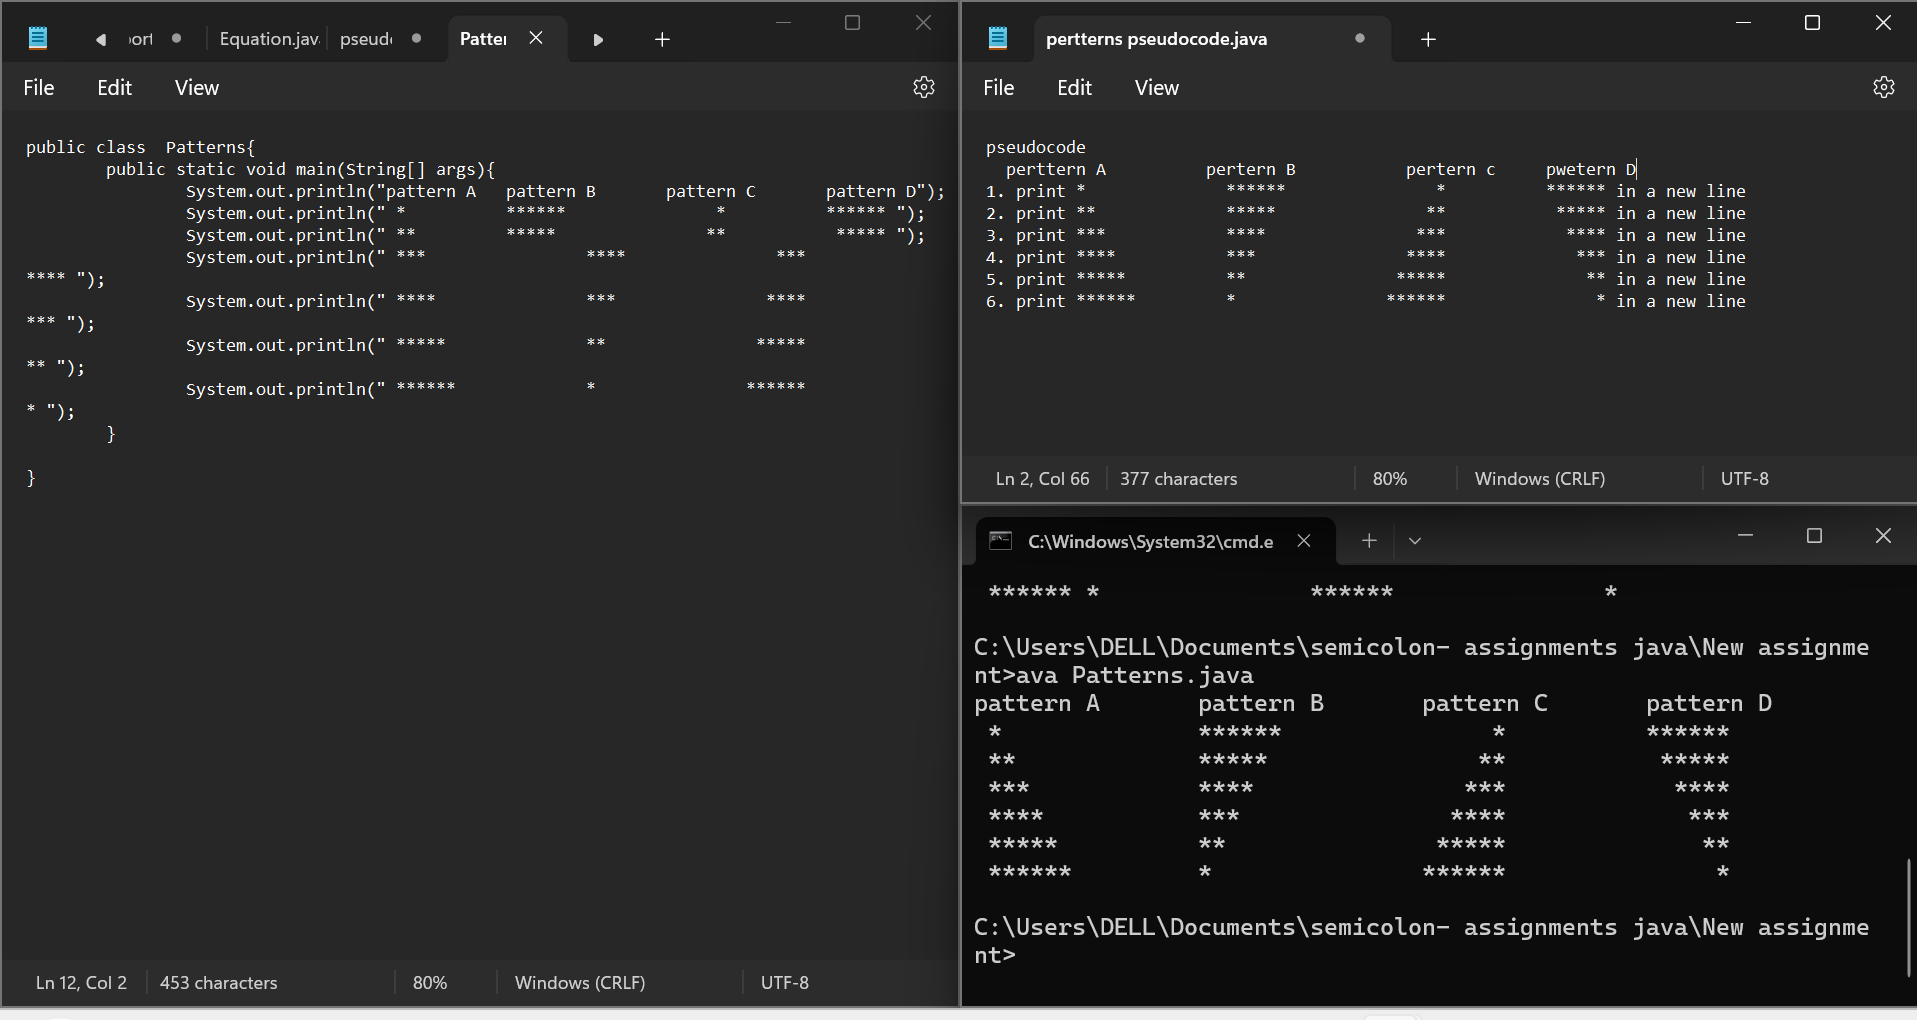 ort Equation.jav pseud Patter
File Edit View
public class  Patterns{
        public static void main(String[] args){
                System.out.println("pattern A   pattern B       pattern C       pattern D");
                System.out.println(" *          ******               *          ****** ");
                System.out.println(" **         *****               **           ***** ");
                System.out.println(" ***                ****               ***
**** ");
                System.out.println(" ****               ***               ****
*** ");
                System.out.println(" *****              **               *****
** ");
                System.out.println(" ******             *               ******
* ");
        }
}
Ln 12, Col 2 453 characters 80% Windows (CRLF) UTF-8
pertterns pseudocode.java
File Edit View
pseudocode
  perttern A          pertern B           pertern c     pwetern D
1. print *              ******               *          ****** in a new line
2. print **             *****               **           ***** in a new line
3. print ***            ****               ***            **** in a new line
4. print ****           ***               ****             *** in a new line
5. print *****          **               *****              ** in a new line
6. print ******         *               ******               * in a new line
Ln 2, Col 66 377 characters 80% Windows (CRLF) UTF-8
C:\Windows\System32\cmd.e
 ****** *               ******               *
C:\Users\DELL\Documents\semicolon- assignments java\New assignme
nt>ava Patterns.java
pattern A       pattern B       pattern C       pattern D
 *              ******               *          ******
 **             *****               **           *****
 ***            ****               ***            ****
 ****           ***               ****             ***
 *****          **               *****              **
 ******         *               ******               *
C:\Users\DELL\Documents\semicolon- assignments java\New assignme
nt>